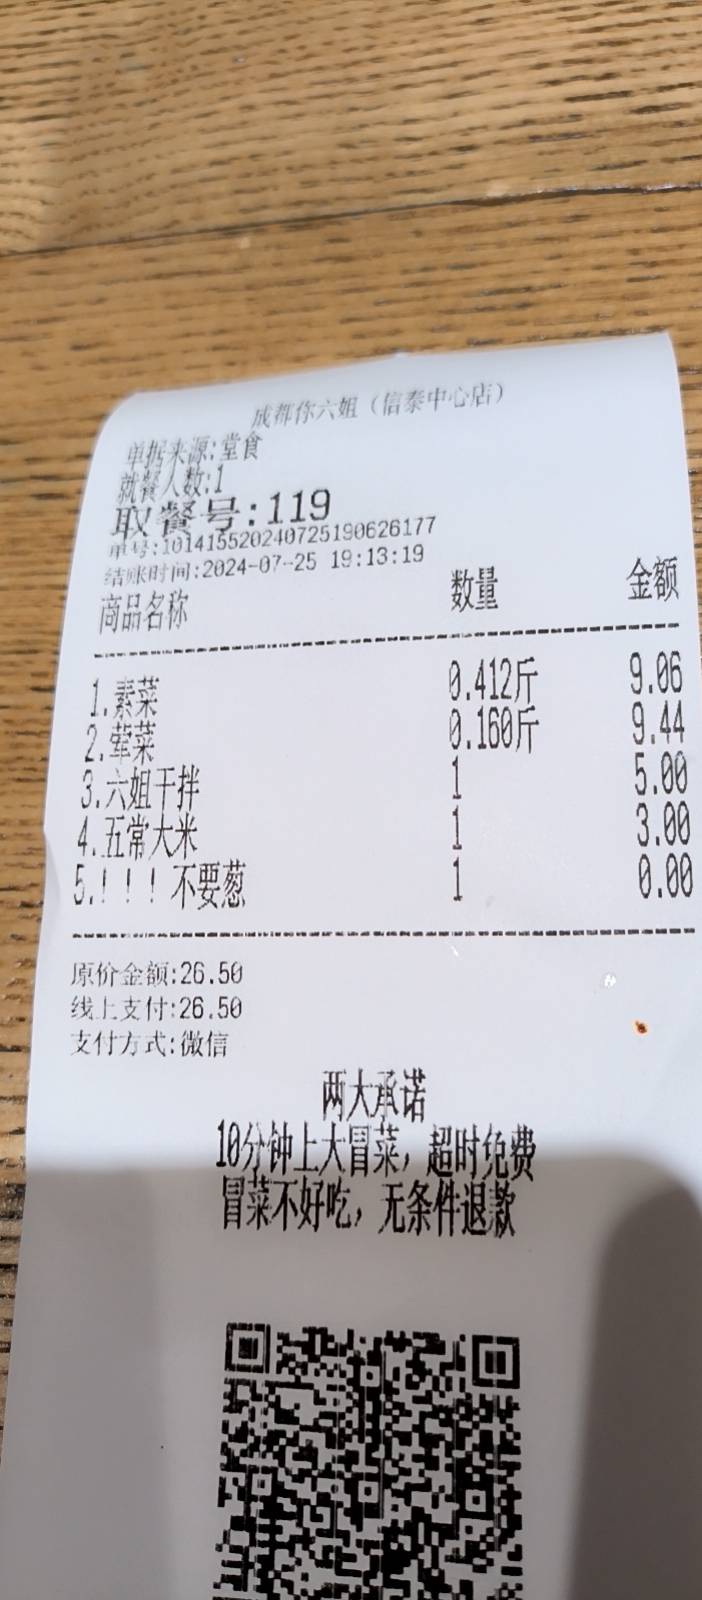 成都你六姐（信泰中心店）
单据来源:堂食
就餐人数:1
取餐号:119
单号:101415520240725190626177
结账时间:2024-07-25 19:13:19
商品名称 数量 金额
1.素菜 0.412斤 9.06
2.荤菜 0.160斤 9.44
3.六姐干拌 1 5.00
4.五常大米 1 3.00
5.！！！不要葱 1 0.00
原价金额:26.50
线上支付:26.50
支付方式:微信
两大承诺
10分钟上大冒菜，超时免费
冒菜不好吃，无条件退款